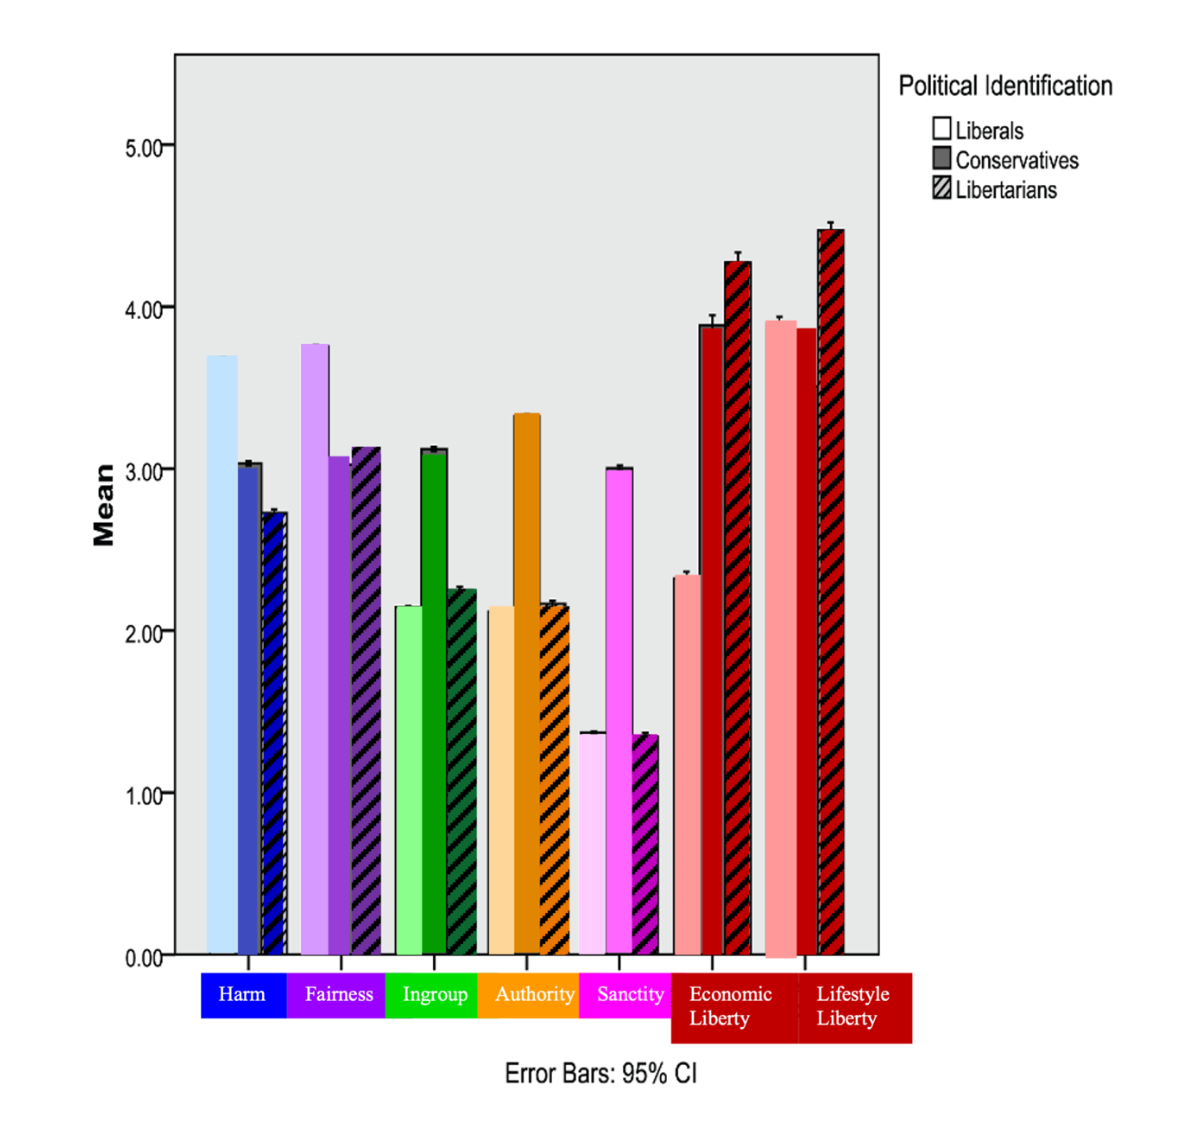 Political Identification
Liberals
Conservatives
Libertarians
5.00
4.00
3.00
2.00
1.00
0.00
Mean
Harm
Fairness
Ingroup
Authority
Sanctity
Economic
Liberty
Lifestyle
Liberty
Error Bars: 95% CI